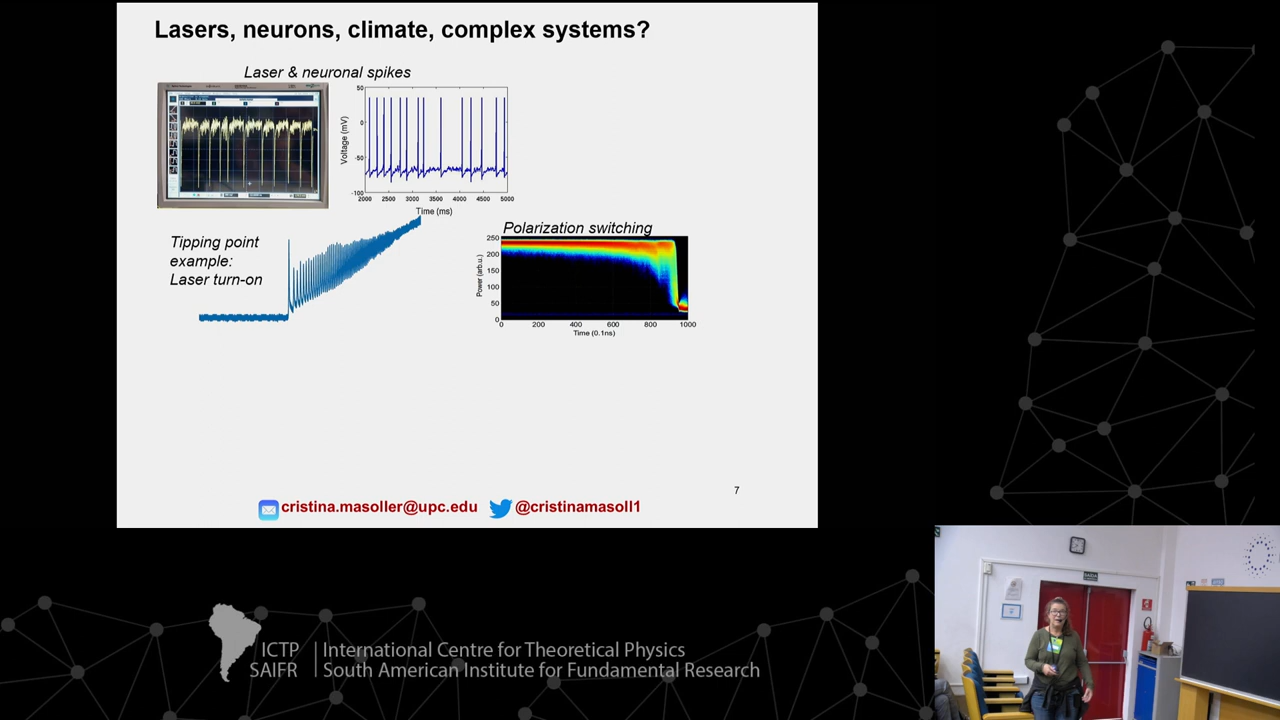 Lasers, neurons, climate, complex systems?
Laser & neuronal spikes
50
0
-50
-100
Voltage (mV)
2000 2500 3000 3500 4000 4500 5000
Time (ms)
Tipping point
example:
Laser turn-on
Polarization switching
250
200
150
100
50
0
Power (arb.u.)
0 200 400 600 800 1000
Time (0.1ns)
7
cristina.masoller@upc.edu @cristinamasoll1
ICTP International Centre for Theoretical Physics
SAIFR South American Institute for Fundamental Research
SAÍDA